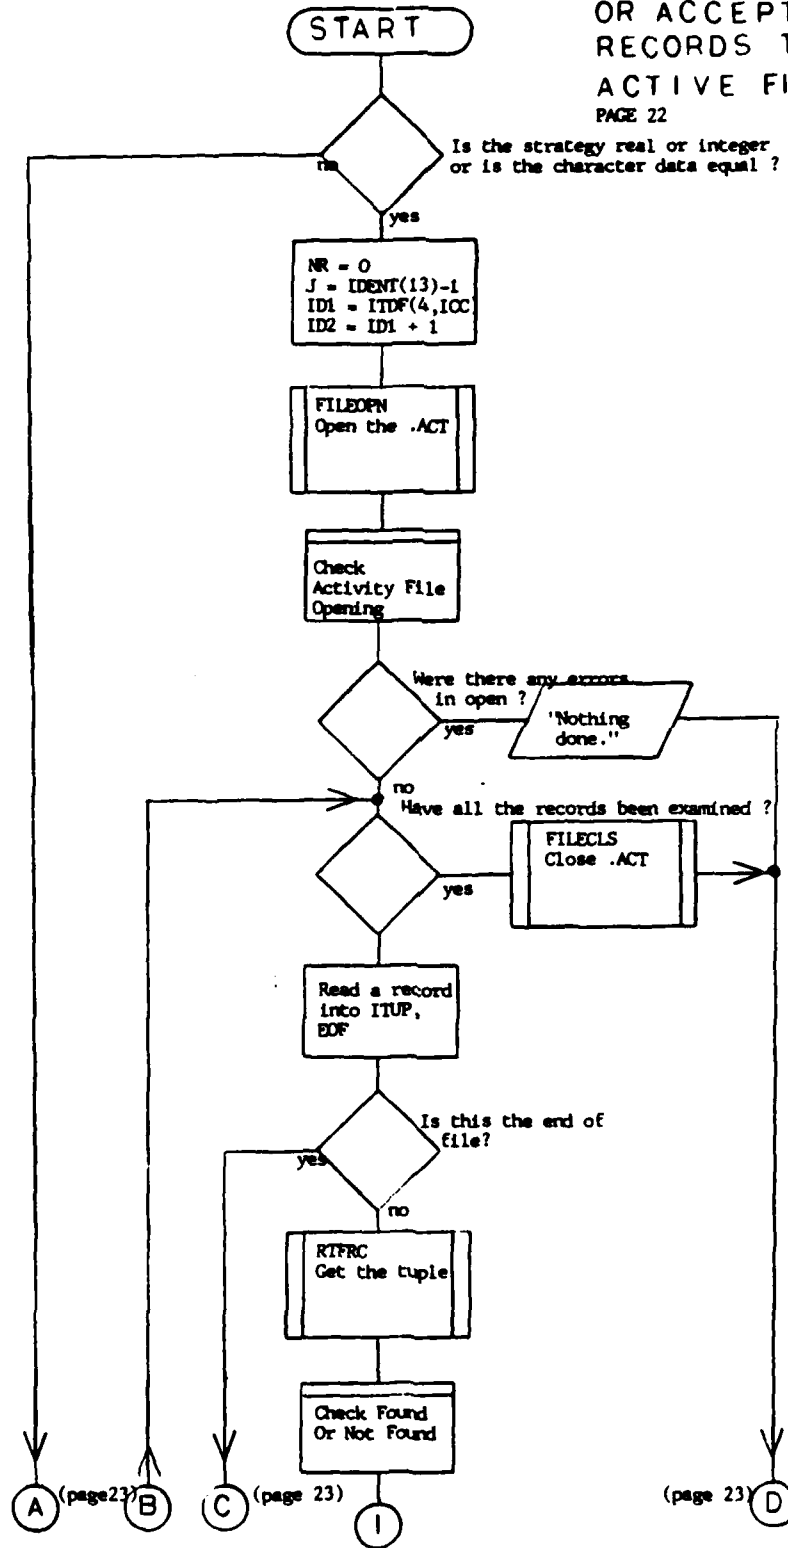 START
OR ACCEPT
RECORDS T
ACTIVE FI
PAGE 22
Is the strategy real or integer
or is the character data equal ?
no
yes
NR = 0
J = IDENT(13)-1
ID1 = ITDF(4,ICC
ID2 = ID1 + 1
FILEOPN
Open the .ACT
Check
Activity File
Opening
Were there any errors
in open ?
yes
"Nothing
done."
no
Have all the records been examined ?
yes
FILECLS
Close .ACT
Read a record
into ITUP,
EOF
Is this the end of
file?
yes
no
RTFRC
Get the tuple
Check Found
Or Not Found
A (page23) B C (page 23) (page 23) D
1